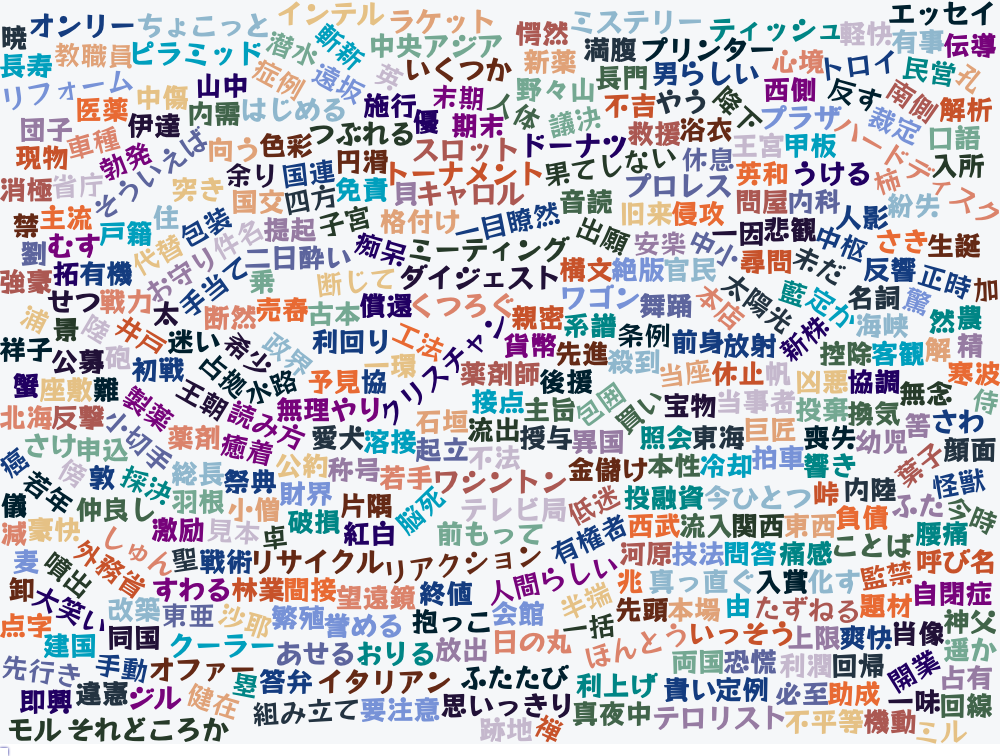 暁 オンリー ちょこっと インテル ラケット 愕然 ミステリー ティッシュ 軽快 有事 エッセイ 伝導
長寿 教職員 ピラミッド 潜水 斬新 中央アジア 新薬 満腹 プリンター 心境 トロイ 民営 孔
リフォーム 山中 症例 遠坂 英 いくつか 野々山 長門 男らしい 西側 反す 南側 解析
医薬 中傷 内需 はじめる 施行 末期 人体 不吉 やう 降下 プラザ 裁定 口語
団子 車種 伊達 つぶれる 優 期末 議決 救援 浴衣 王宮 甲板 ハードディスク
現物 勃発 そういえば 向う 色彩 円滑 スロット ドーナツ 果てしない 休息 英和 うける 柿 入所
消極 省庁 突き 余り 国連 免責 トーナメント プロレス 問屋 内科 紛失
禁 主流 住 国交 四方 貝 キャロル 音読 旧来 侵攻 人影
劉 むす 戸籍 代替 包装 件名 提起 子宮 格付け 一目瞭然 出願 安楽 中小 一因 悲観 中枢 さき 生誕
強豪 拓 有機 お守り 手当て 二日酔い 痴呆 ミーティング 横文 絶版 官民 尋問 未だ 反響 正時 加
せつ 戦力 太 乗 断じて ダイジェスト ワゴン 舞踊 本店 太陽光 藍 定か 名詞 驚
浦 景 陸 井戸 断然 売春 古本 償還 くつろぐ 親密 系譜 条例 前身 放射 新株 海峡 然 農
祥子 公募 砲 迷い 希少 政界 利回り 工法 クリスチャン 貨幣 先進 殺到 控除 客観 解 精
蟹 座敷 難 初戦 占拠 水路 予見 協 環 薬剤師 後援 当座 休止 帆 凶悪 協調 無念 寒波
北海 反撃 小切手 製薬 王朝 読み方 無理やり 石垣 接点 主旨 包囲 買い 宝物 当事者 投棄 換気 筈 さわ 侍
さけ 申込 薬剤 癒着 愛犬 溶接 起立 流出 授与 異国 照会 東海 巨匠 喪失 幼児 顔面
癌 若年 傍 敦 採決 総長 祭典 公約 称号 若手 ワシントン 不法 金儲け 本性 冷却 拍車 響き 葉子 怪獣
儀 仲良し 羽根 小僧 財界 片隅 脳死 テレビ局 低迷 投融資 今ひとつ 峠 内陸 ふた 今時
減 豪快 激励 見本 卓 破損 紅白 前もって 有権者 西武 流入 関西 東西 負債 腰痛
麦 噴出 外務省 しゅん 聖 戦術 リサイクル リアクション 河原 技法 問答 痛感 ことば 呼び名
卸 大笑い すわる 林業 間接 望遠鏡 終値 人間らしい 兆 真っ直ぐ 入賞 化す 監禁 自閉症
点字 改築 東亜 沙耶 繁殖 誉める 抱っこ 会館 半端 先頭 本場 由 たずねる 題材 神父
建国 同国 クーラー あせる おりる 放出 日の丸 一括 ほんとう いっそう 上限 爽快 肖像 遥か
先行き 手動 オファー 塁 答弁 イタリアン ふたたび 利上げ 両国 恐慌 利潤 回帰 開業 占有
即興 違憲 ジル 健在 組み立て 要注意 思いっきり 真夜中 貴い 定例 必至 助成 一味 回線
モル それどころか 跡地 禅 テロリスト 不平等 機動 ミル